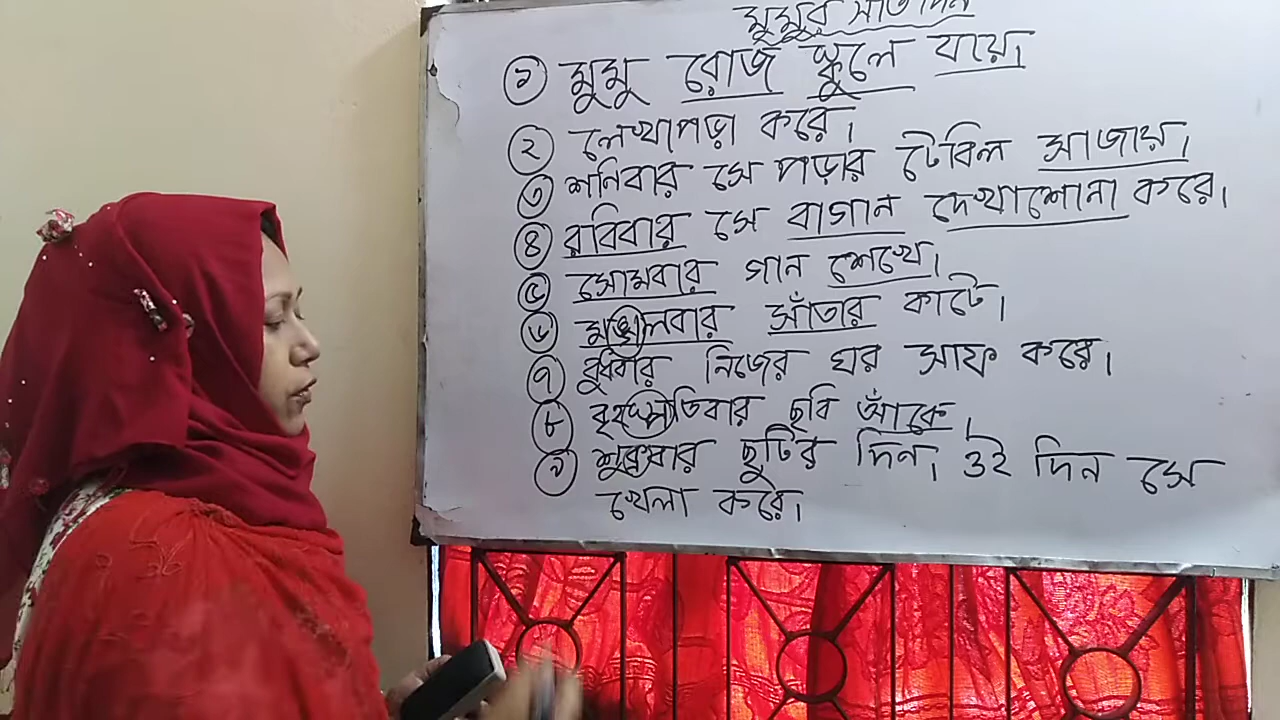 মুমুর সাত দিন
১ মুমু রোজ স্কুলে যায়।
২ লেখাপড়া করে।
৩ শনিবার সে পড়ার টেবিল সাজায়।
৪ রবিবার সে বাগান দেখাশোনা করে।
৫ সোমবার গান শেখে।
৬ মঙ্গলবার সাঁতার কাটে।
৭ বুধবার নিজের ঘর সাফ করে।
৮ বৃহস্পতিবার ছবি আঁকে।
৯ শুক্রবার ছুটির দিন। ওই দিন সে
খেলা করে।